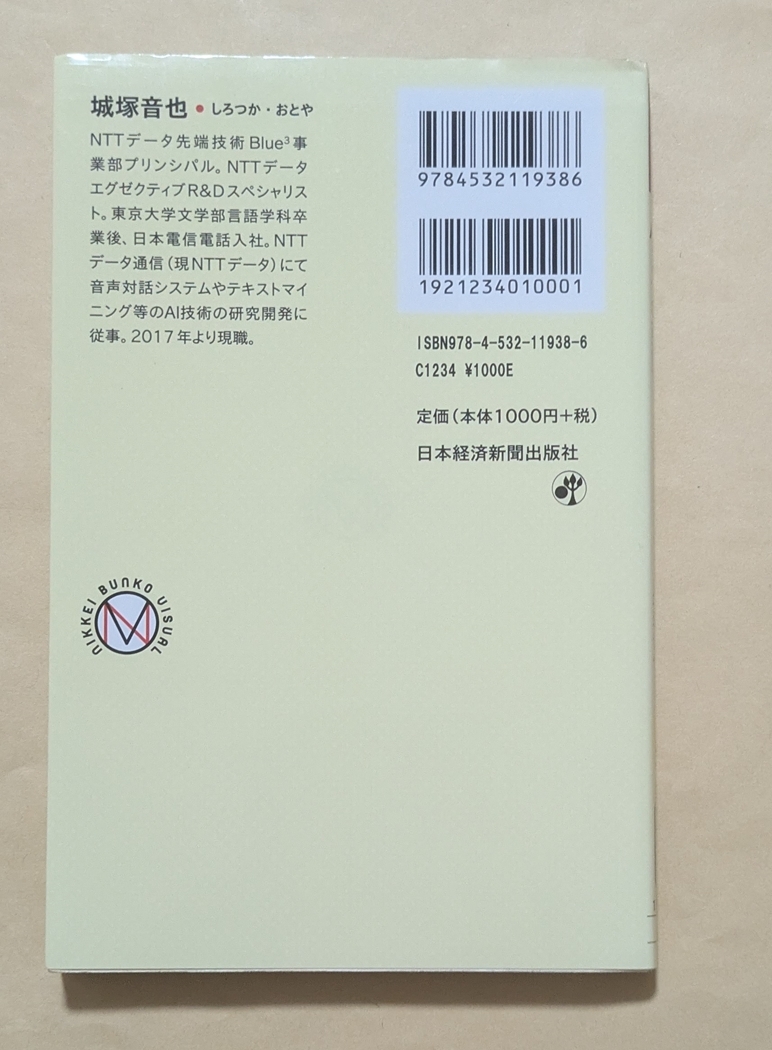 城塚音也 ● しろつか・おとや
NTTデータ先端技術 Blue³事
業部プリンシパル。NTTデータ
エグゼクティブR&Dスペシャリス
ト。東京大学文学部言語学科卒
業後、日本電信電話入社。NTT
データ通信（現NTTデータ）にて
音声対話システムやテキストマイ
ニング等のAI技術の研究開発に
従事。2017年より現職。
9784532119386
1921234010001
ISBN978-4-532-11938-6
C1234 ¥1000E
定価（本体1000円＋税）
日本経済新聞出版社
NIKKEI BUNKO VISUAL